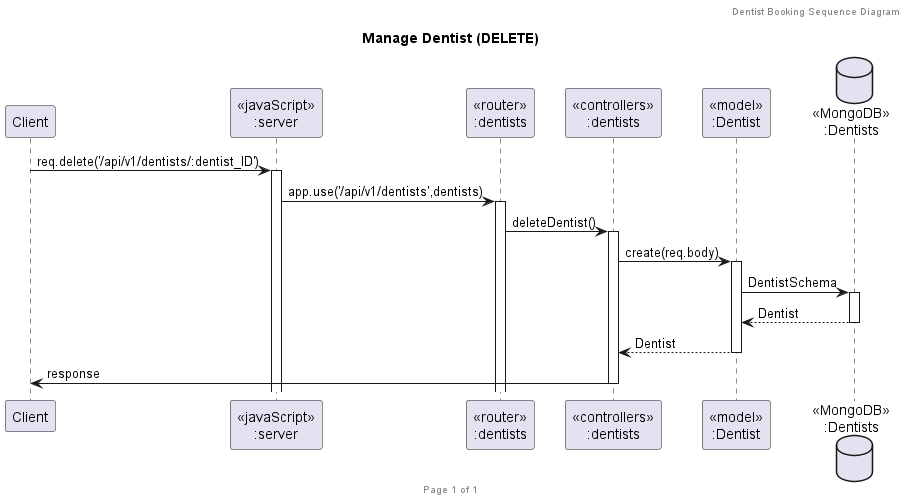 Dentist Booking Sequence Diagram
Manage Dentist (DELETE)
Client
«javaScript»
:server
«router»
:dentists
«controllers»
:dentists
«model»
:Dentist
«MongoDB»
:Dentists
req.delete('/api/v1/dentists/:dentist_ID')
app.use('/api/v1/dentists',dentists)
deleteDentist()
create(req.body)
DentistSchema
Dentist
Dentist
response
Client
«javaScript»
:server
«router»
:dentists
«controllers»
:dentists
«model»
:Dentist
«MongoDB»
:Dentists
Page 1 of 1